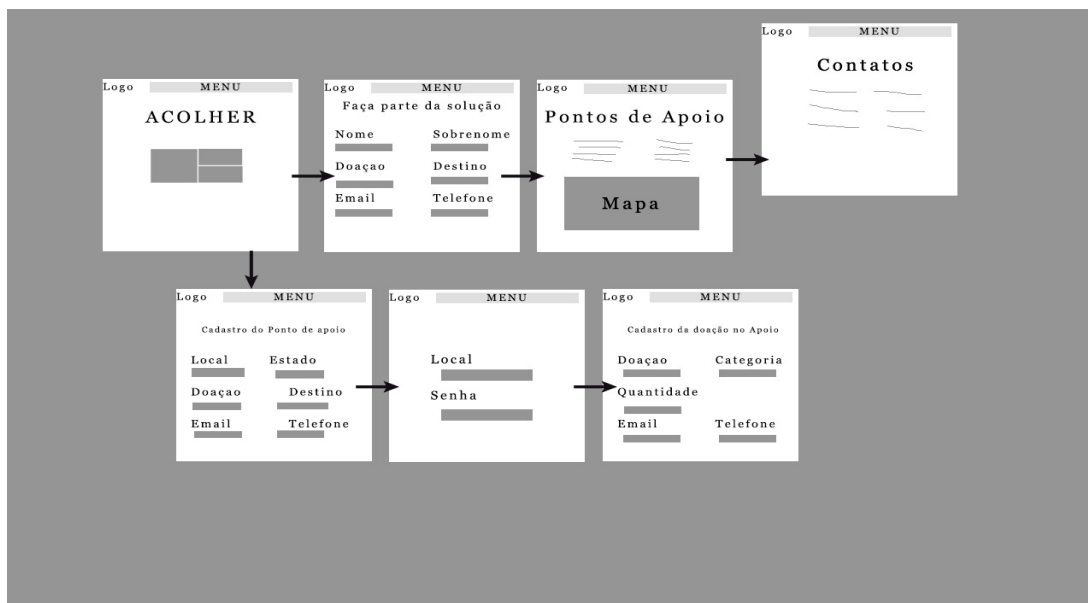 Logo MENU
ACOLHER
Logo MENU
Faça parte da solução
Nome Sobrenome
Doaçao Destino
Email Telefone
Logo MENU
Pontos de Apoio
Mapa
Logo MENU
Contatos
Logo MENU
Cadastro do Ponto de apoio
Local Estado
Doaçao Destino
Email Telefone
Logo MENU
Local
Senha
Logo MENU
Cadastro da doação no Apoio
Doaçao Categoria
Quantidade
Email Telefone